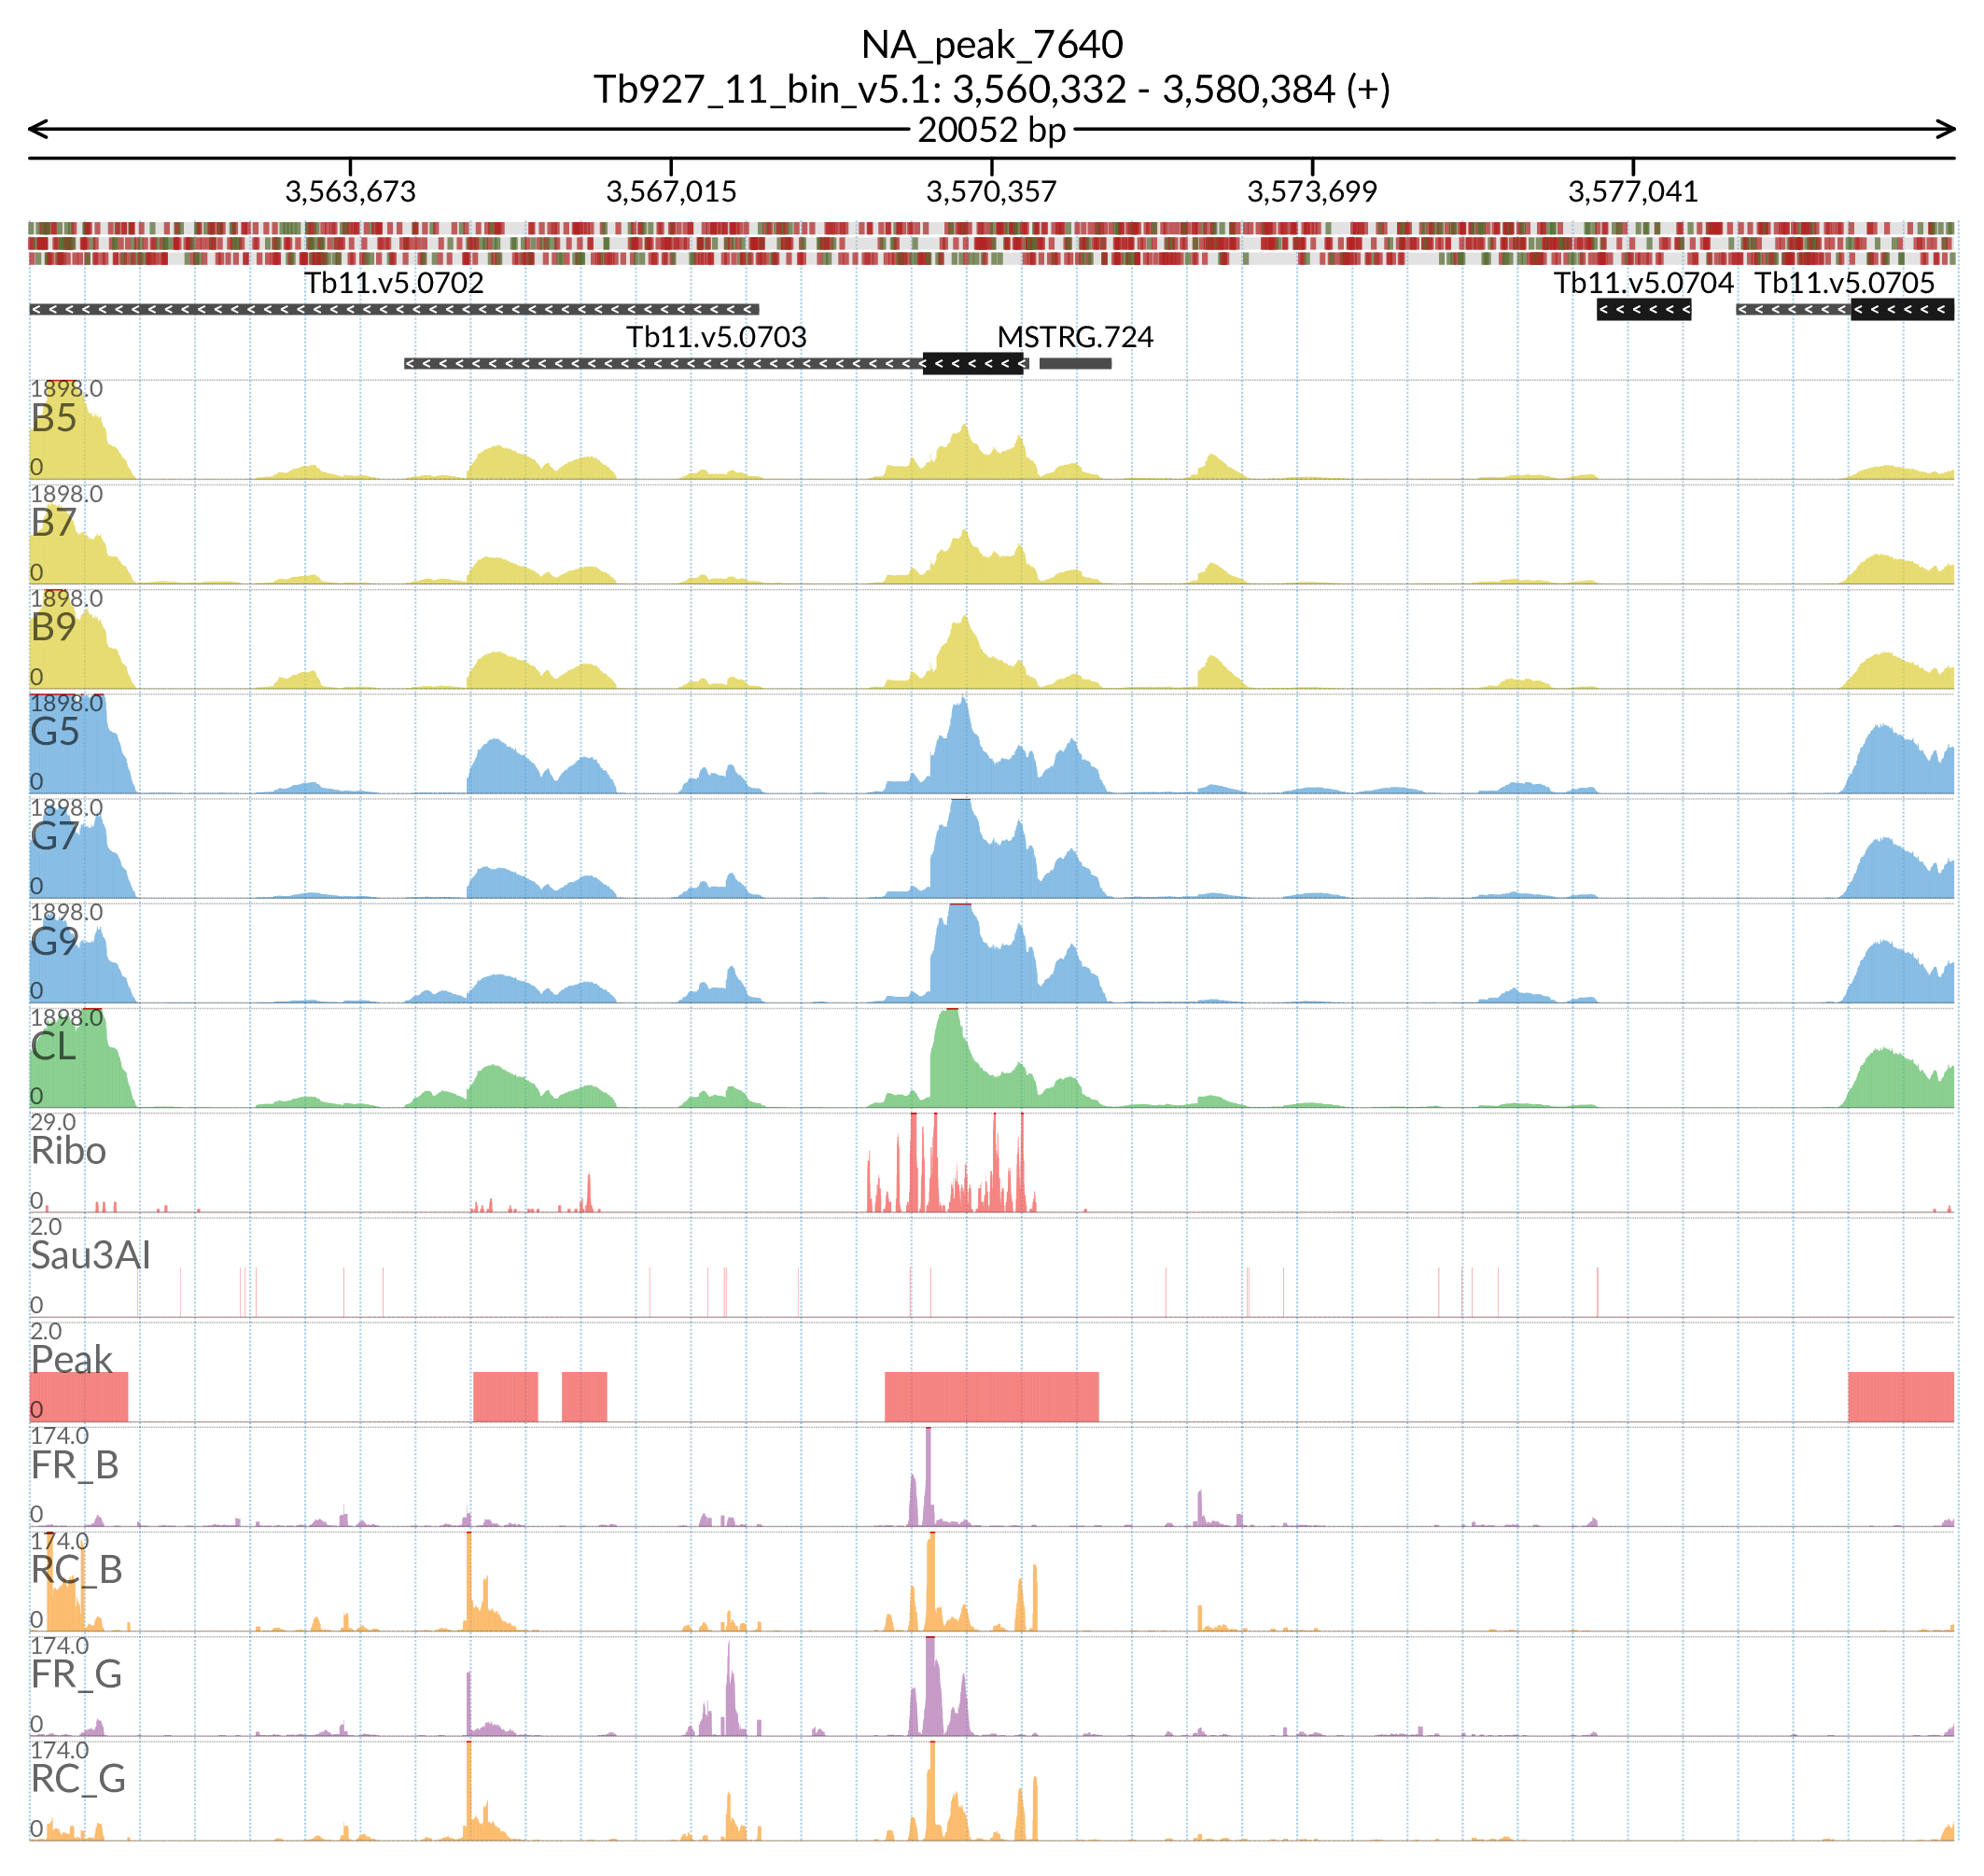 NA_peak_7640
Tb927_11_bin_v5.1: 3,560,332 - 3,580,384 (+)
20052 bp
3,563,673 3,567,015 3,570,357 3,573,699 3,577,041
Tb11.v5.0702 Tb11.v5.0704 Tb11.v5.0705
Tb11.v5.0703 MSTRG.724
1898.0
B5
0
1898.0
B7
0
1898.0
B9
0
1898.0
G5
0
1898.0
G7
0
1898.0
G9
0
1898.0
CL
0
29.0
Ribo
0
2.0
Sau3AI
0
2.0
Peak
0
174.0
FR_B
0
174.0
RC_B
0
174.0
FR_G
0
174.0
RC_G
0